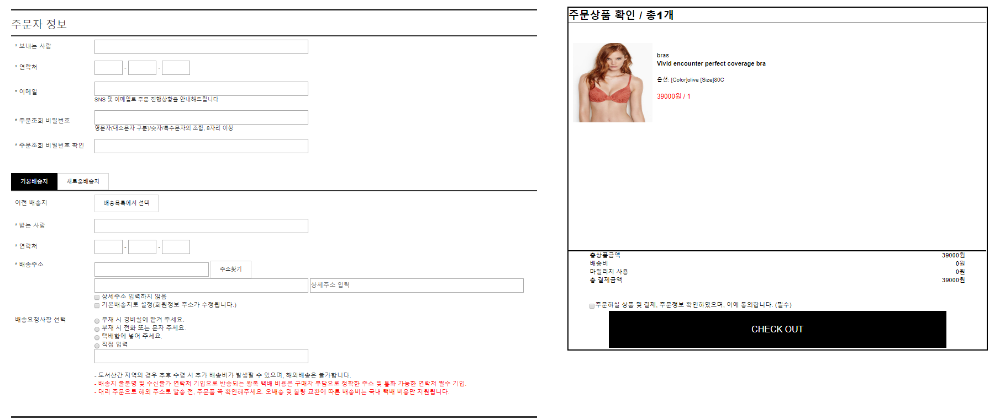 주문자 정보
* 보내는 사람
* 연락처
- -
* 이메일
SNS 및 이메일로 주문 진행상황을 안내해드립니다
* 주문조회 비밀번호
영문자(대소문자 구분)/숫자/특수문자의 조합, 8자리 이상
* 주문조회 비밀번호 확인
기본배송지 새로운배송지
이전 배송지 배송목록에서 선택
* 받는 사람
* 연락처
- -
* 배송주소
주소찾기
상세주소 입력
상세주소 입력하지 않음
기본배송지로 설정(회원정보 주소가 수정됩니다.)
배송요청사항 선택
부재 시 경비실에 맡겨 주세요.
부재 시 전화 또는 문자 주세요.
택배함에 넣어 주세요.
직접 입력
- 도서산간 지역의 경우 추후 수령 시 추가 배송비가 발생할 수 있으며, 해외배송은 불가합니다.
- 배송지 불분명 및 수신불가 연락처 기입으로 반송되는 왕복 택배 비용은 구매자 부담으로 정확한 주소 및 통화 가능한 연락처 필수 기입.
- 대리 주문으로 해외 주소로 발송 전, 주문품 꼭 확인해주세요. 오배송 및 불량 교환에 따른 배송비는 국내 택배 비용만 지원됩니다.
주문상품 확인 / 총1개
bras
Vivid encounter perfect coverage bra
옵션: [Color]olive [Size]80C
39000원 / 1
총상품금액 39000원
배송비 0원
마일리지 사용 0원
총 결제금액 39000원
주문하실 상품 및 결제, 주문정보 확인하였으며, 이에 동의합니다. (필수)
CHECK OUT